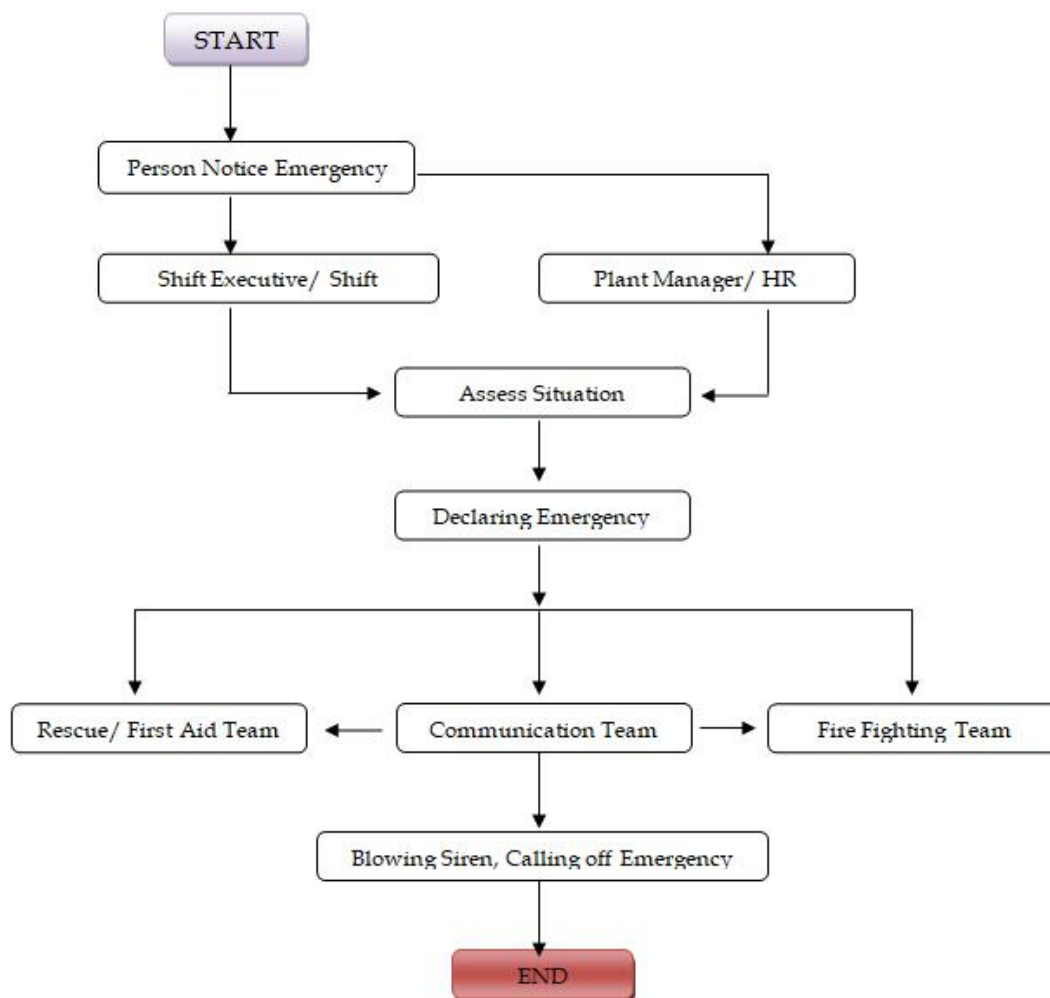 START
Person Notice Emergency
Shift Executive/ Shift
Plant Manager/ HR
Assess Situation
Declaring Emergency
Rescue/ First Aid Team
Communication Team
Fire Fighting Team
Blowing Siren, Calling off Emergency
END